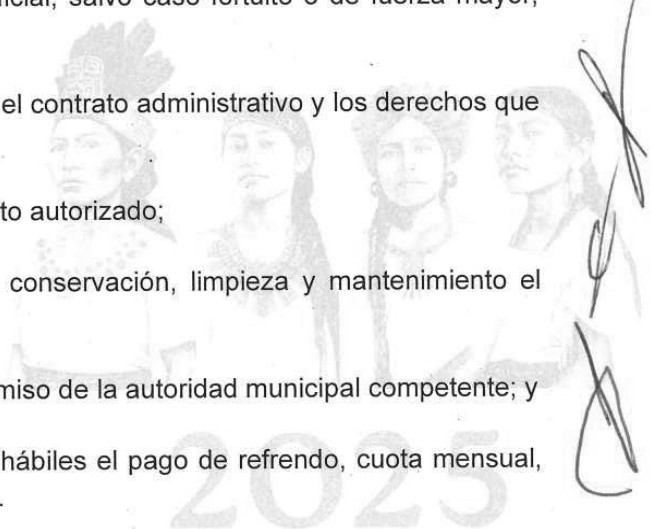 icial, salvo caso fortuito o de fuerza mayor;
el contrato administrativo y los derechos que
.
to autorizado;
conservación, limpieza y mantenimiento el
miso de la autoridad municipal competente; y
hábiles el pago de refrendo, cuota mensual,
.
2025